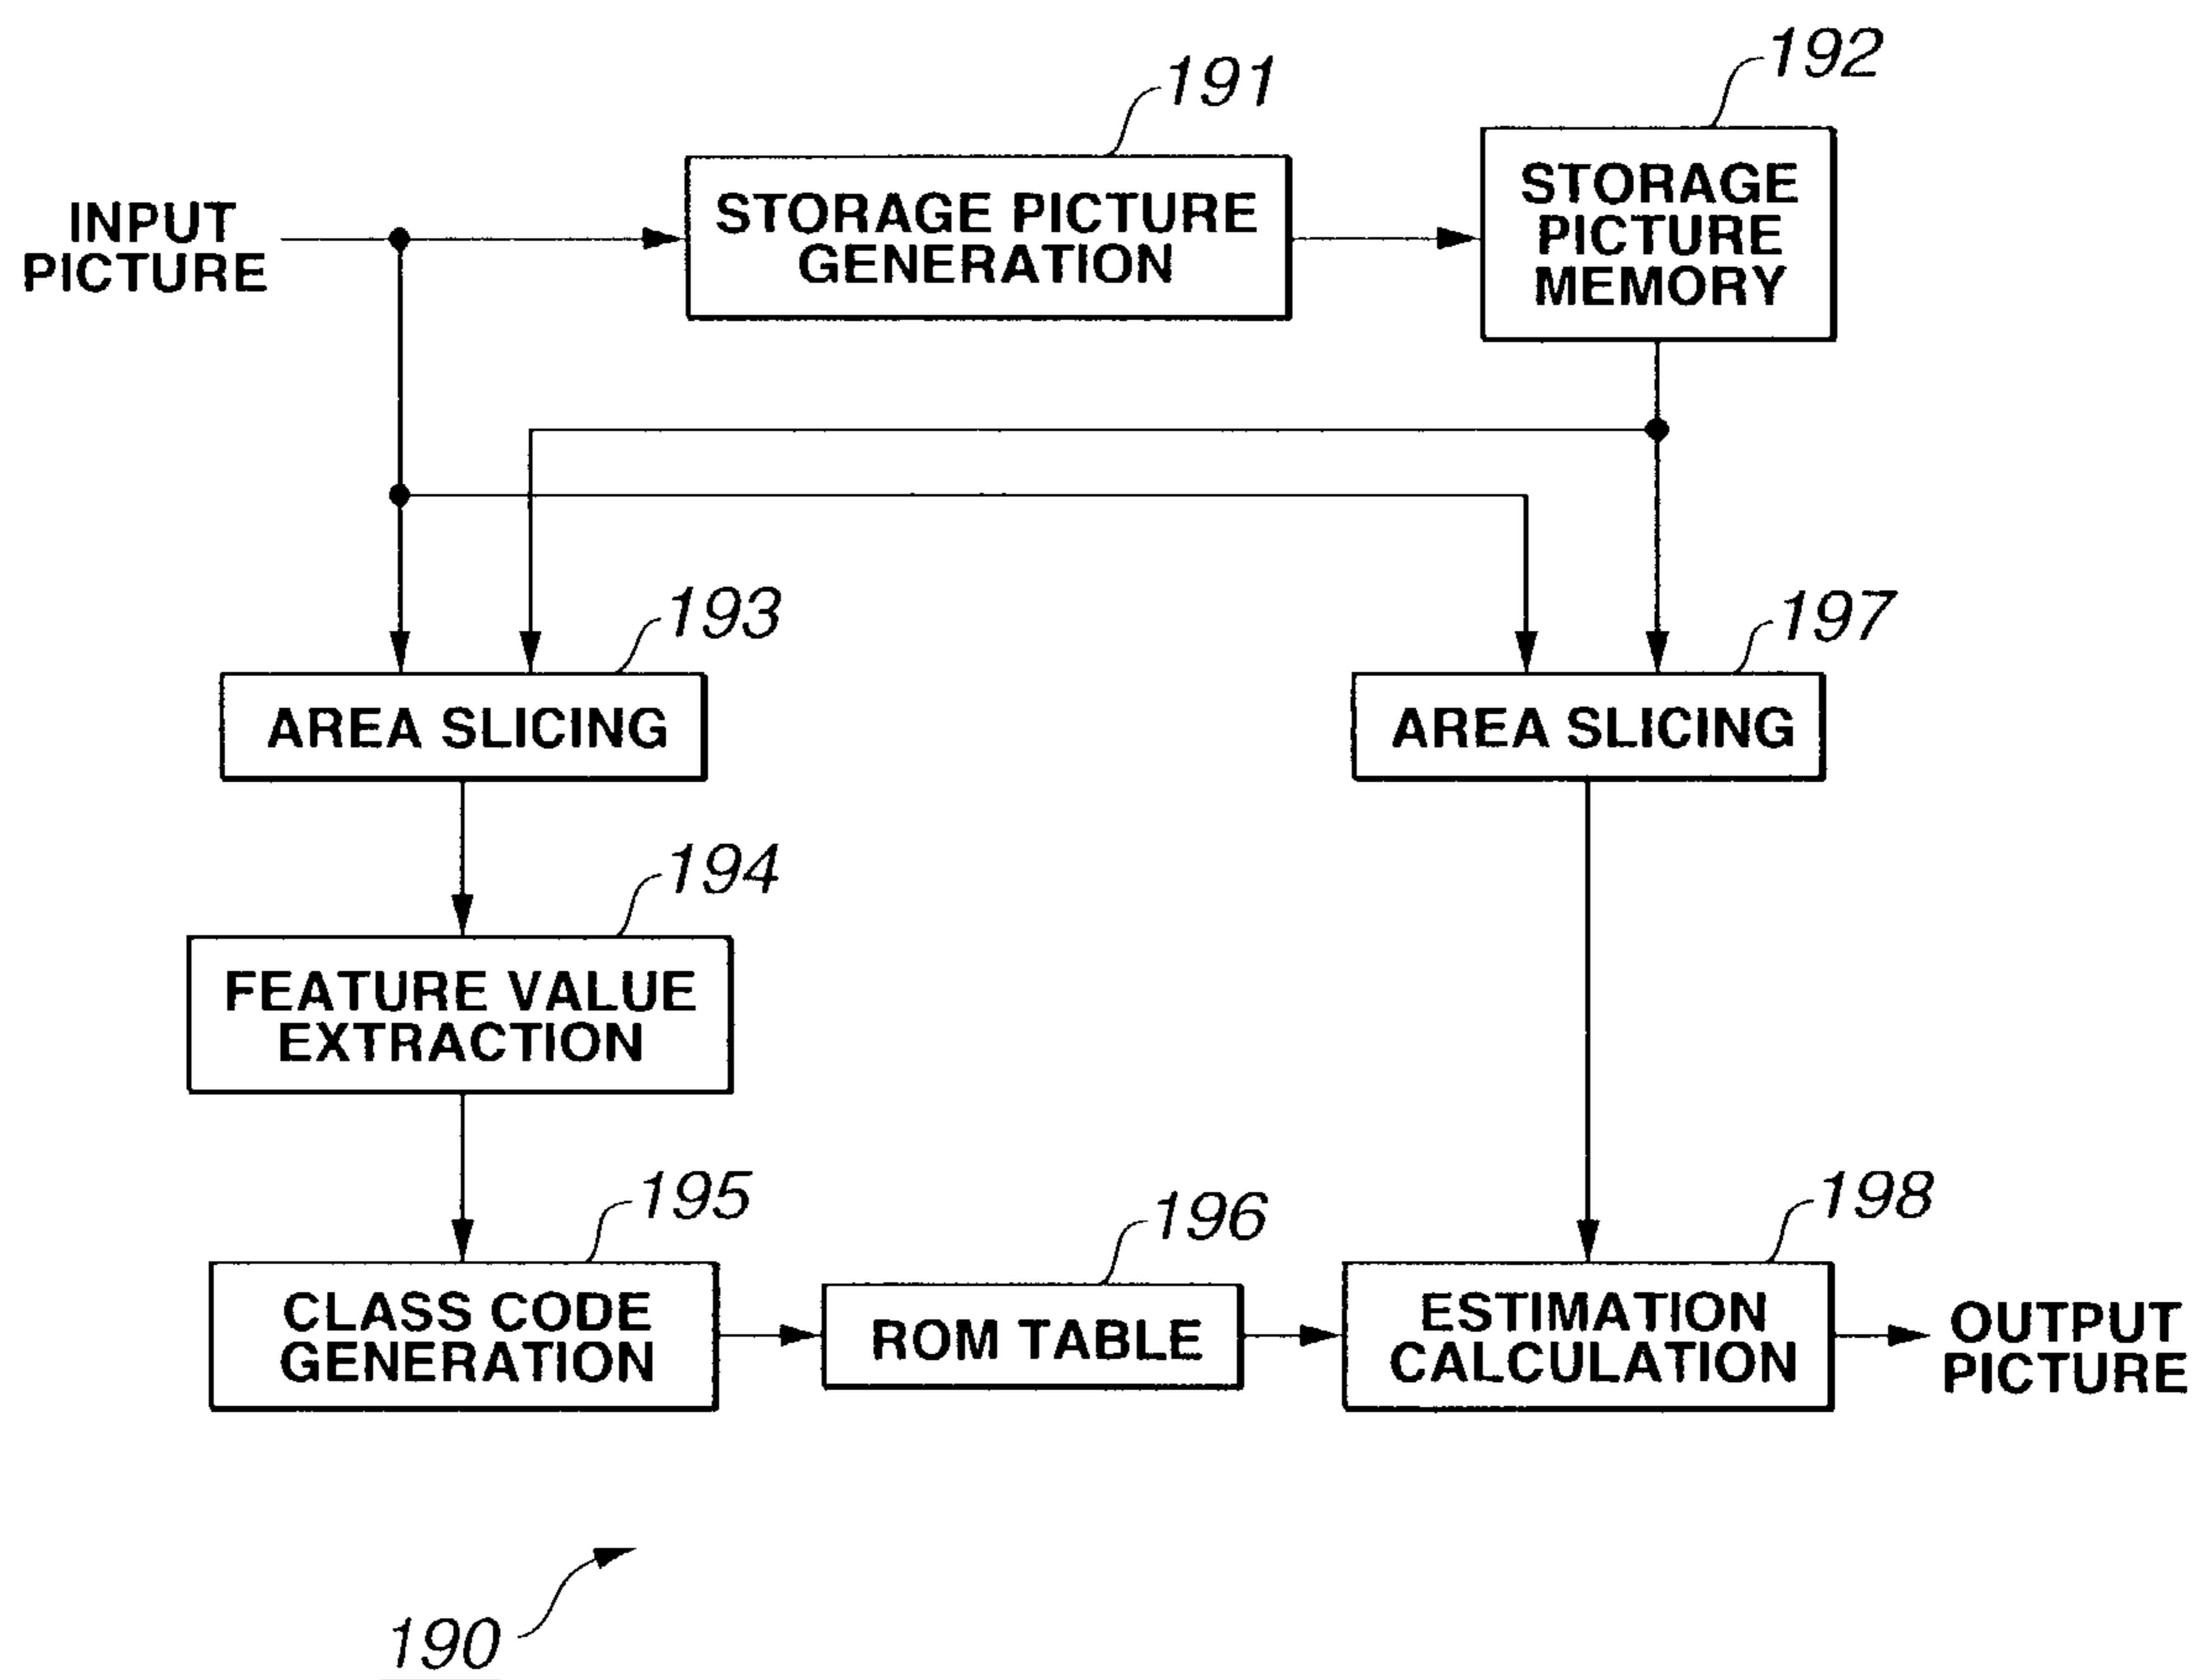 192
191
STORAGE PICTURE
GENERATION
STORAGE
PICTURE
MEMORY
INPUT
PICTURE
193
197
AREA SLICING
AREA SLICING
194
FEATURE VALUE
EXTRACTION
195
196
198
CLASS CODE
GENERATION
ROM TABLE
ESTIMATION
CALCULATION
OUTPUT
PICTURE
190